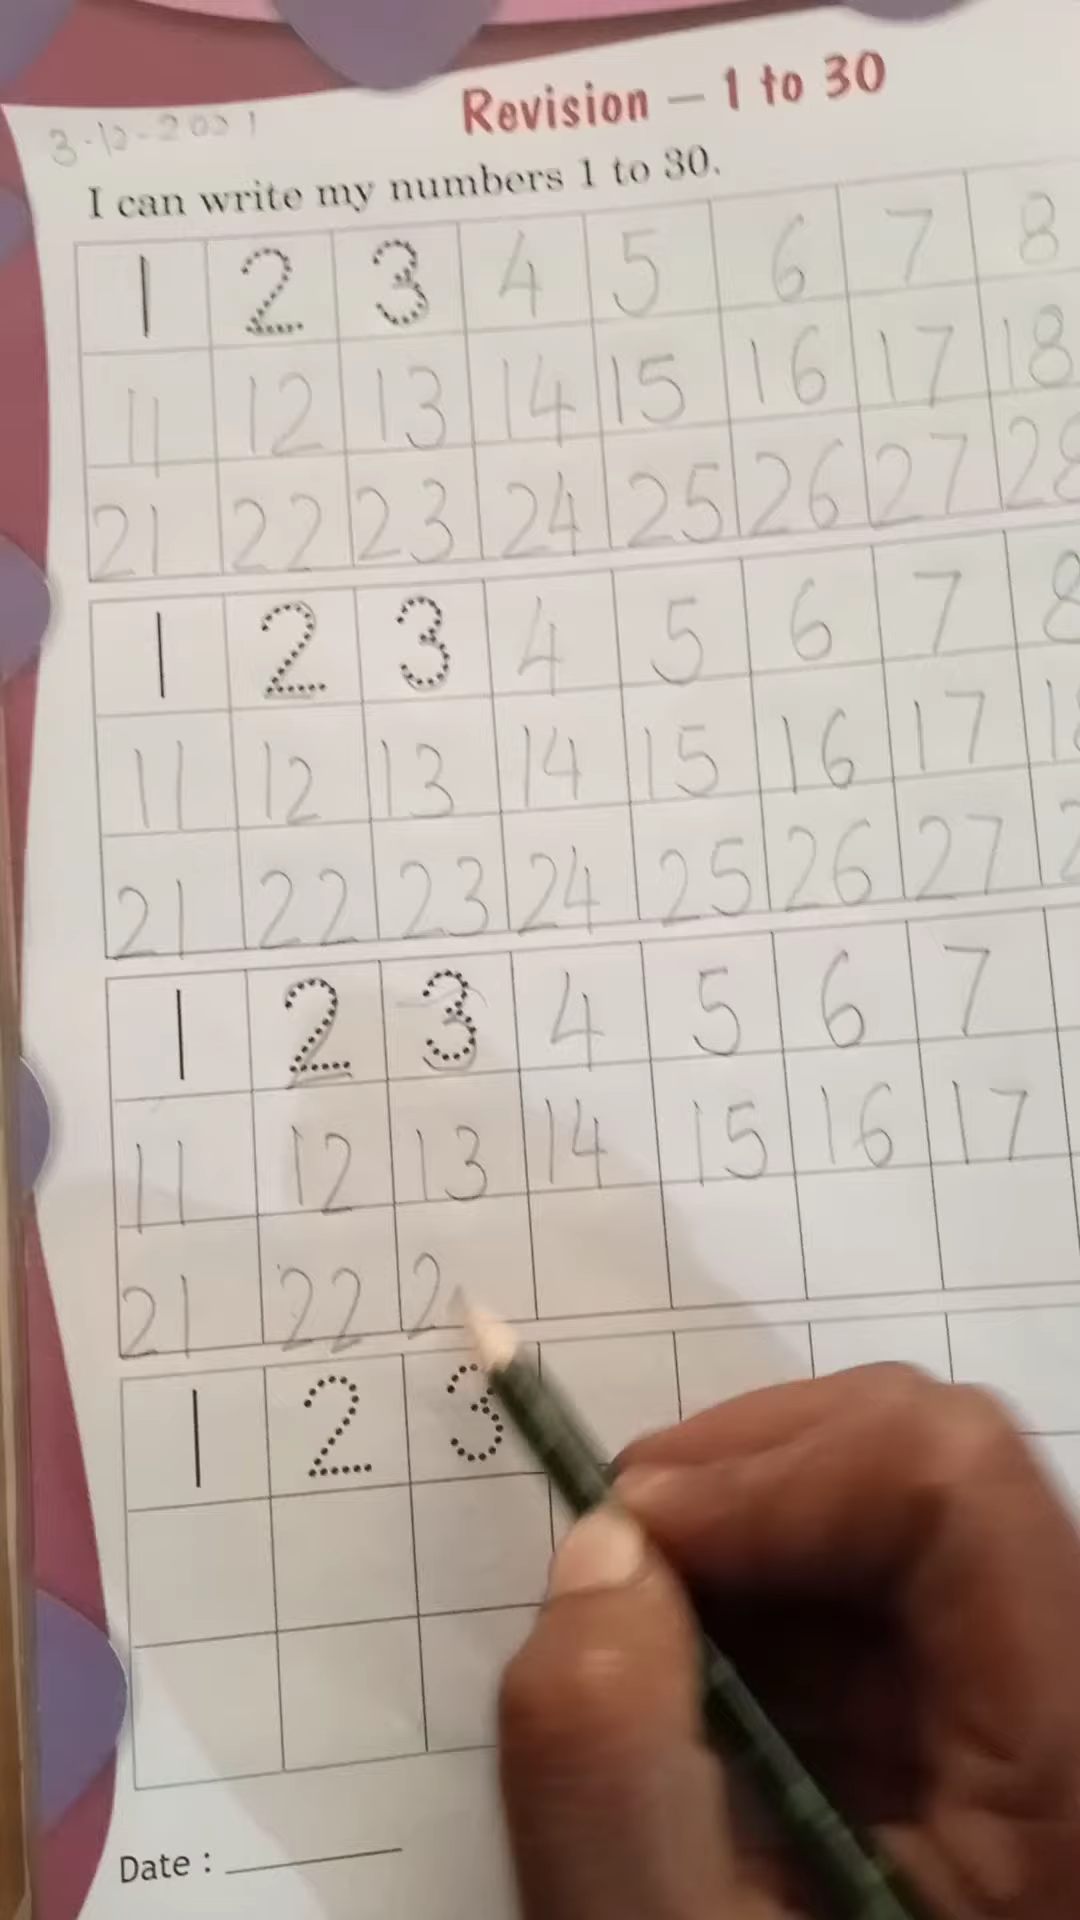 Revision – 1 to 30
3-12-2021
I can write my numbers 1 to 30.
1 2 3 4 5 6 7 8
11 12 13 14 15 16 17 18
21 22 23 24 25 26 27 28
1 2 3 4 5 6 7 8
11 12 13 14 15 16 17
21 22 23 24 25 26 27
1 2 3 4 5 6 7
11 12 13 14 15 16 17
21 22 2
1 2 3
Date :